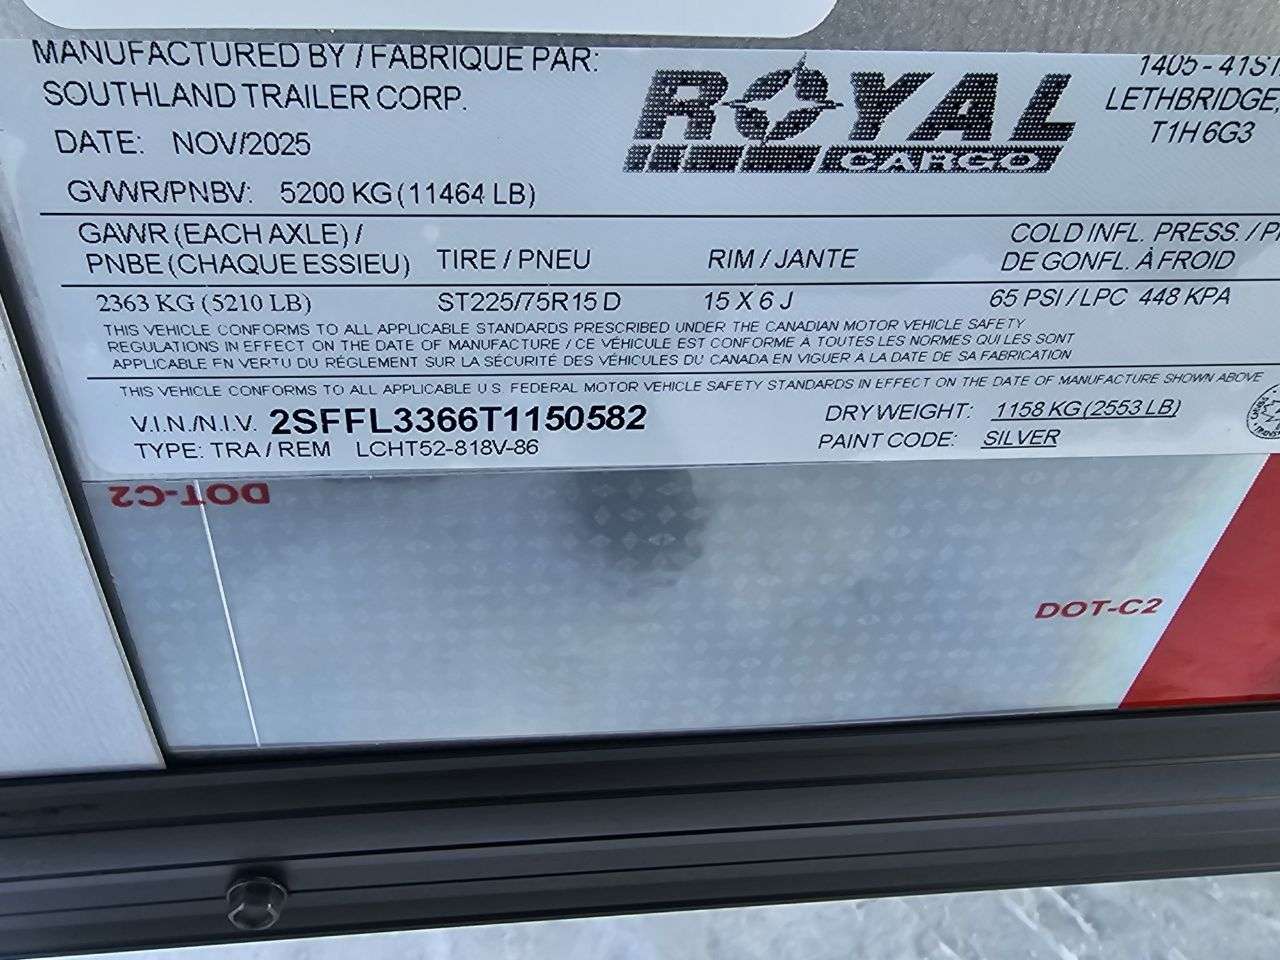 MANUFACTURED BY / FABRIQUE PAR:
SOUTHLAND TRAILER CORP.
DATE: NOV/2025
ROYAL
CARGO
1405 - 41ST
LETHBRIDGE,
T1H 6G3
GVWR/PNBV: 5200 KG (11464 LB)
GAWR (EACH AXLE) /
PNBE (CHAQUE ESSIEU)
TIRE / PNEU
RIM / JANTE
COLD INFL. PRESS. / P
DE GONFL. À FROID
2363 KG (5210 LB) ST225/75R15 D 15 X 6 J 65 PSI / LPC 448 KPA
THIS VEHICLE CONFORMS TO ALL APPLICABLE STANDARDS PRESCRIBED UNDER THE CANADIAN MOTOR VEHICLE SAFETY
REGULATIONS IN EFFECT ON THE DATE OF MANUFACTURE / CE VÉHICULE EST CONFORME À TOUTES LES NORMES QUI LES SONT
APPLICABLE EN VERTU DU RÉGLEMENT SUR LA SÉCURITÉ DES VÉHICULES DU CANADA EN VIGUER A LA DATE DE SA FABRICATION
THIS VEHICLE CONFORMS TO ALL APPLICABLE U.S. FEDERAL MOTOR VEHICLE SAFETY STANDARDS IN EFFECT ON THE DATE OF MANUFACTURE SHOWN ABOVE
V.I.N./N.I.V. 2SFFL3366T1150582
DRY WEIGHT: 1158 KG (2553 LB)
TYPE: TRA / REM LCHT52-818V-86
PAINT CODE: SILVER
DOT-C2
DOT-C2